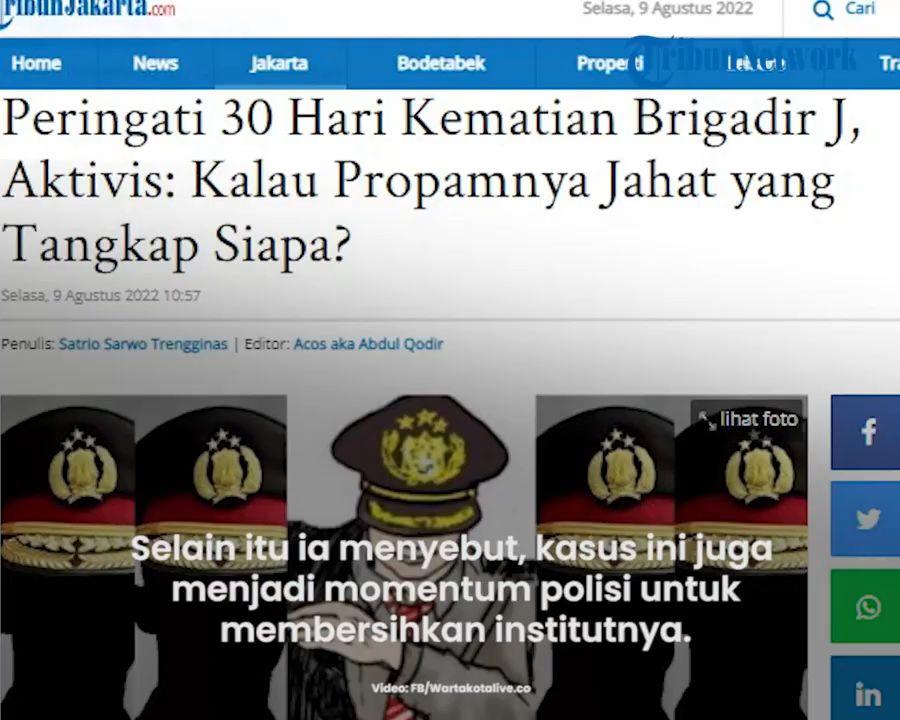 TribunJakarta.com
Selasa, 9 Agustus 2022
Cari
TribunNetwork
Home News Jakarta Bodetabek Properti
Peringati 30 Hari Kematian Brigadir J,
Aktivis: Kalau Propamnya Jahat yang
Tangkap Siapa?
Selasa, 9 Agustus 2022 10:57
Penulis: Satrio Sarwo Trengginas | Editor: Acos aka Abdul Qodir
lihat foto
Selain itu ia menyebut, kasus ini juga
menjadi momentum polisi untuk
membersihkan institutnya.
Video: FB/Wartakotalive.co